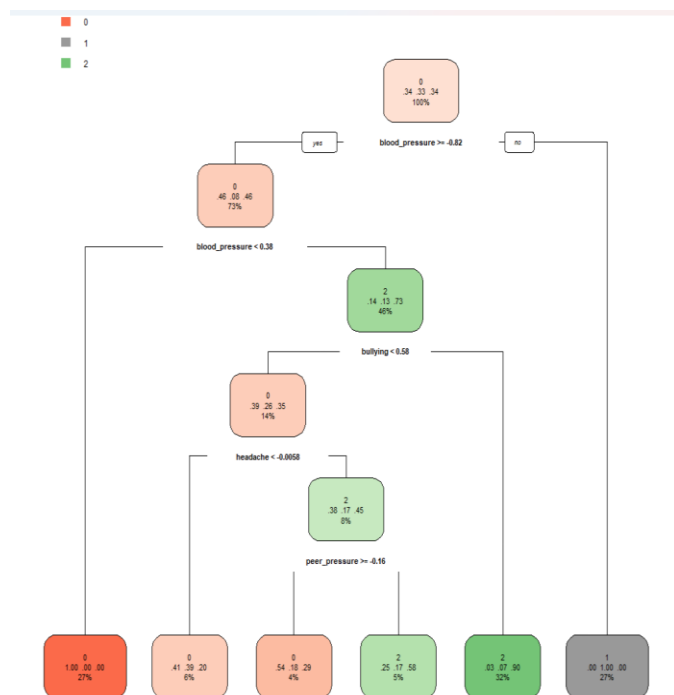 0
1
2
0
.34 .33 .34
100%
yes
blood_pressure >= -0.82
no
0
.46 .08 .46
73%
blood_pressure < 0.38
2
.14 .13 .73
46%
bullying < 0.58
0
.39 .26 .35
14%
headache < -0.0058
2
.38 .17 .45
8%
peer_pressure >= -0.16
0
1.00 .00 .00
27%
0
.41 .39 .20
6%
0
.54 .18 .29
4%
2
.25 .17 .58
5%
2
.03 .07 .90
32%
1
.00 1.00 .00
27%